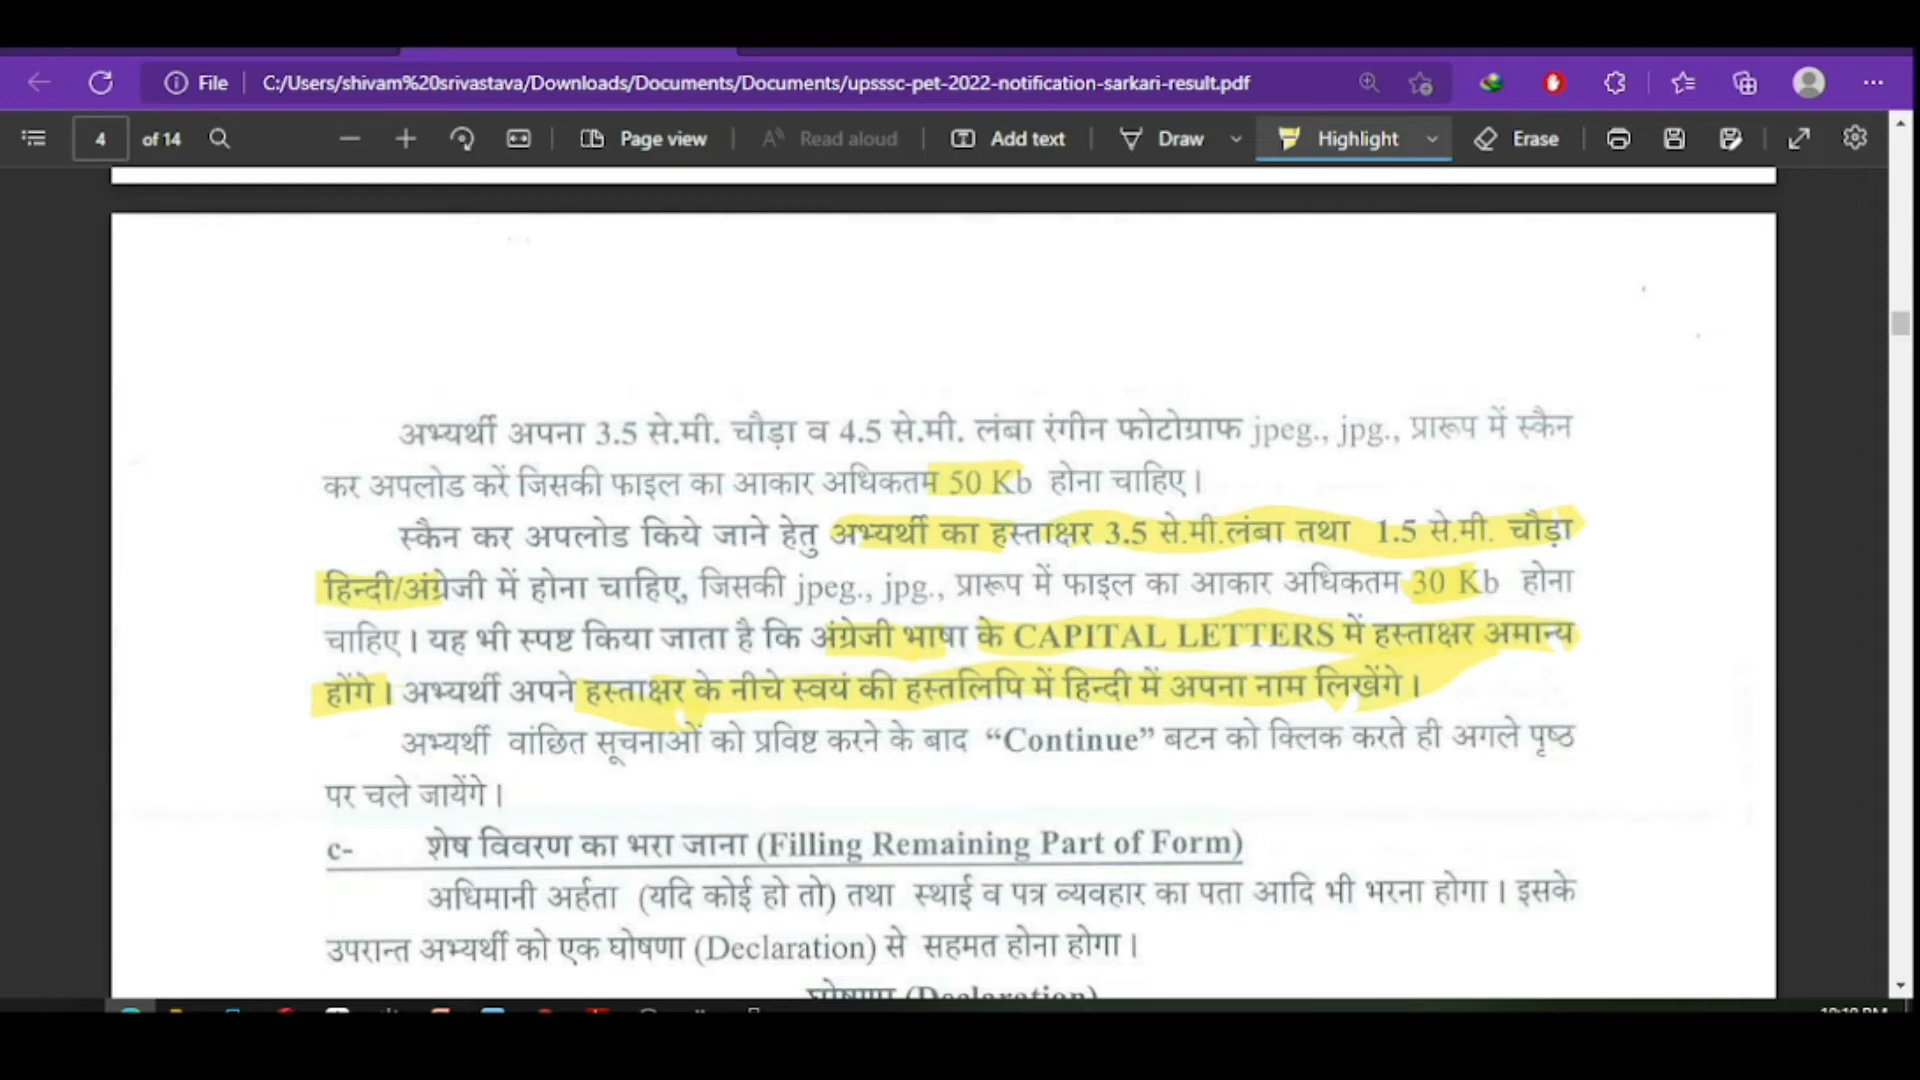 File C:/Users/shivam%20srivastava/Downloads/Documents/Documents/upsssc-pet-2022-notification-sarkari-result.pdf
4 of 14 Page view Read aloud Add text Draw Highlight Erase
अभ्यर्थी अपना 3.5 से.मी. चौड़ा व 4.5 से.मी. लंबा रंगीन फोटोग्राफ jpeg., jpg., प्रारूप में स्कैन
कर अपलोड करें जिसकी फाइल का आकार अधिकतम 50 Kb होना चाहिए।
स्कैन कर अपलोड किये जाने हेतु अभ्यर्थी का हस्ताक्षर 3.5 से.मी.लंबा तथा 1.5 से.मी. चौड़ा
हिन्दी/अंग्रेजी में होना चाहिए, जिसकी jpeg., jpg., प्रारूप में फाइल का आकार अधिकतम 30 Kb होना
चाहिए। यह भी स्पष्ट किया जाता है कि अंग्रेजी भाषा के CAPITAL LETTERS में हस्ताक्षर अमान्य
होंगे। अभ्यर्थी अपने हस्ताक्षर के नीचे स्वयं की हस्तलिपि में हिन्दी में अपना नाम लिखेंगे।
अभ्यर्थी वांछित सूचनाओं को प्रविष्ट करने के बाद “Continue” बटन को क्लिक करते ही अगले पृष्ठ
पर चले जायेंगे।
c- शेष विवरण का भरा जाना (Filling Remaining Part of Form)
अधिमानी अर्हता (यदि कोई हो तो) तथा स्थाई व पत्र व्यवहार का पता आदि भी भरना होगा। इसके
उपरान्त अभ्यर्थी को एक घोषणा (Declaration) से सहमत होना होगा।
घोषणा (Declaration)